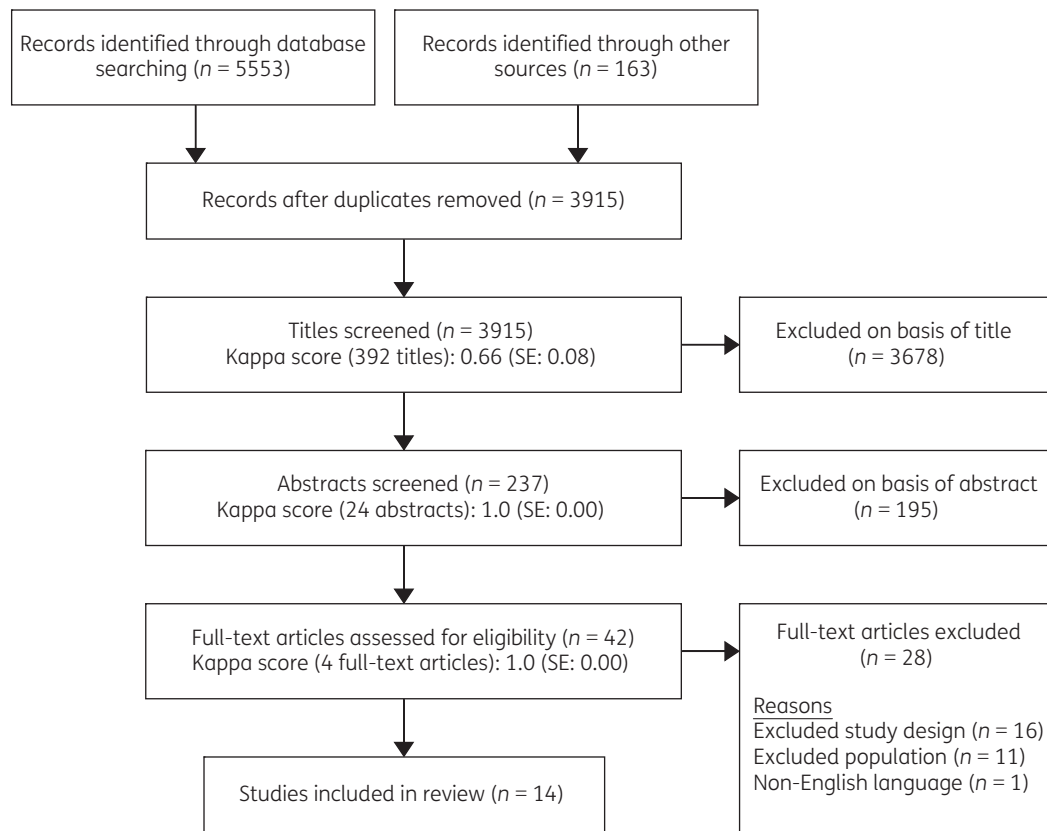 Records identified through database
searching (n = 5553)
Records identified through other
sources (n = 163)
Records after duplicates removed (n = 3915)
Titles screened (n = 3915)
Kappa score (392 titles): 0.66 (SE: 0.08)
Excluded on basis of title
(n = 3678)
Abstracts screened (n = 237)
Kappa score (24 abstracts): 1.0 (SE: 0.00)
Excluded on basis of abstract
(n = 195)
Full-text articles assessed for eligibility (n = 42)
Kappa score (4 full-text articles): 1.0 (SE: 0.00)
Full-text articles excluded
(n = 28)
Reasons
Excluded study design (n = 16)
Excluded population (n = 11)
Non-English language (n = 1)
Studies included in review (n = 14)